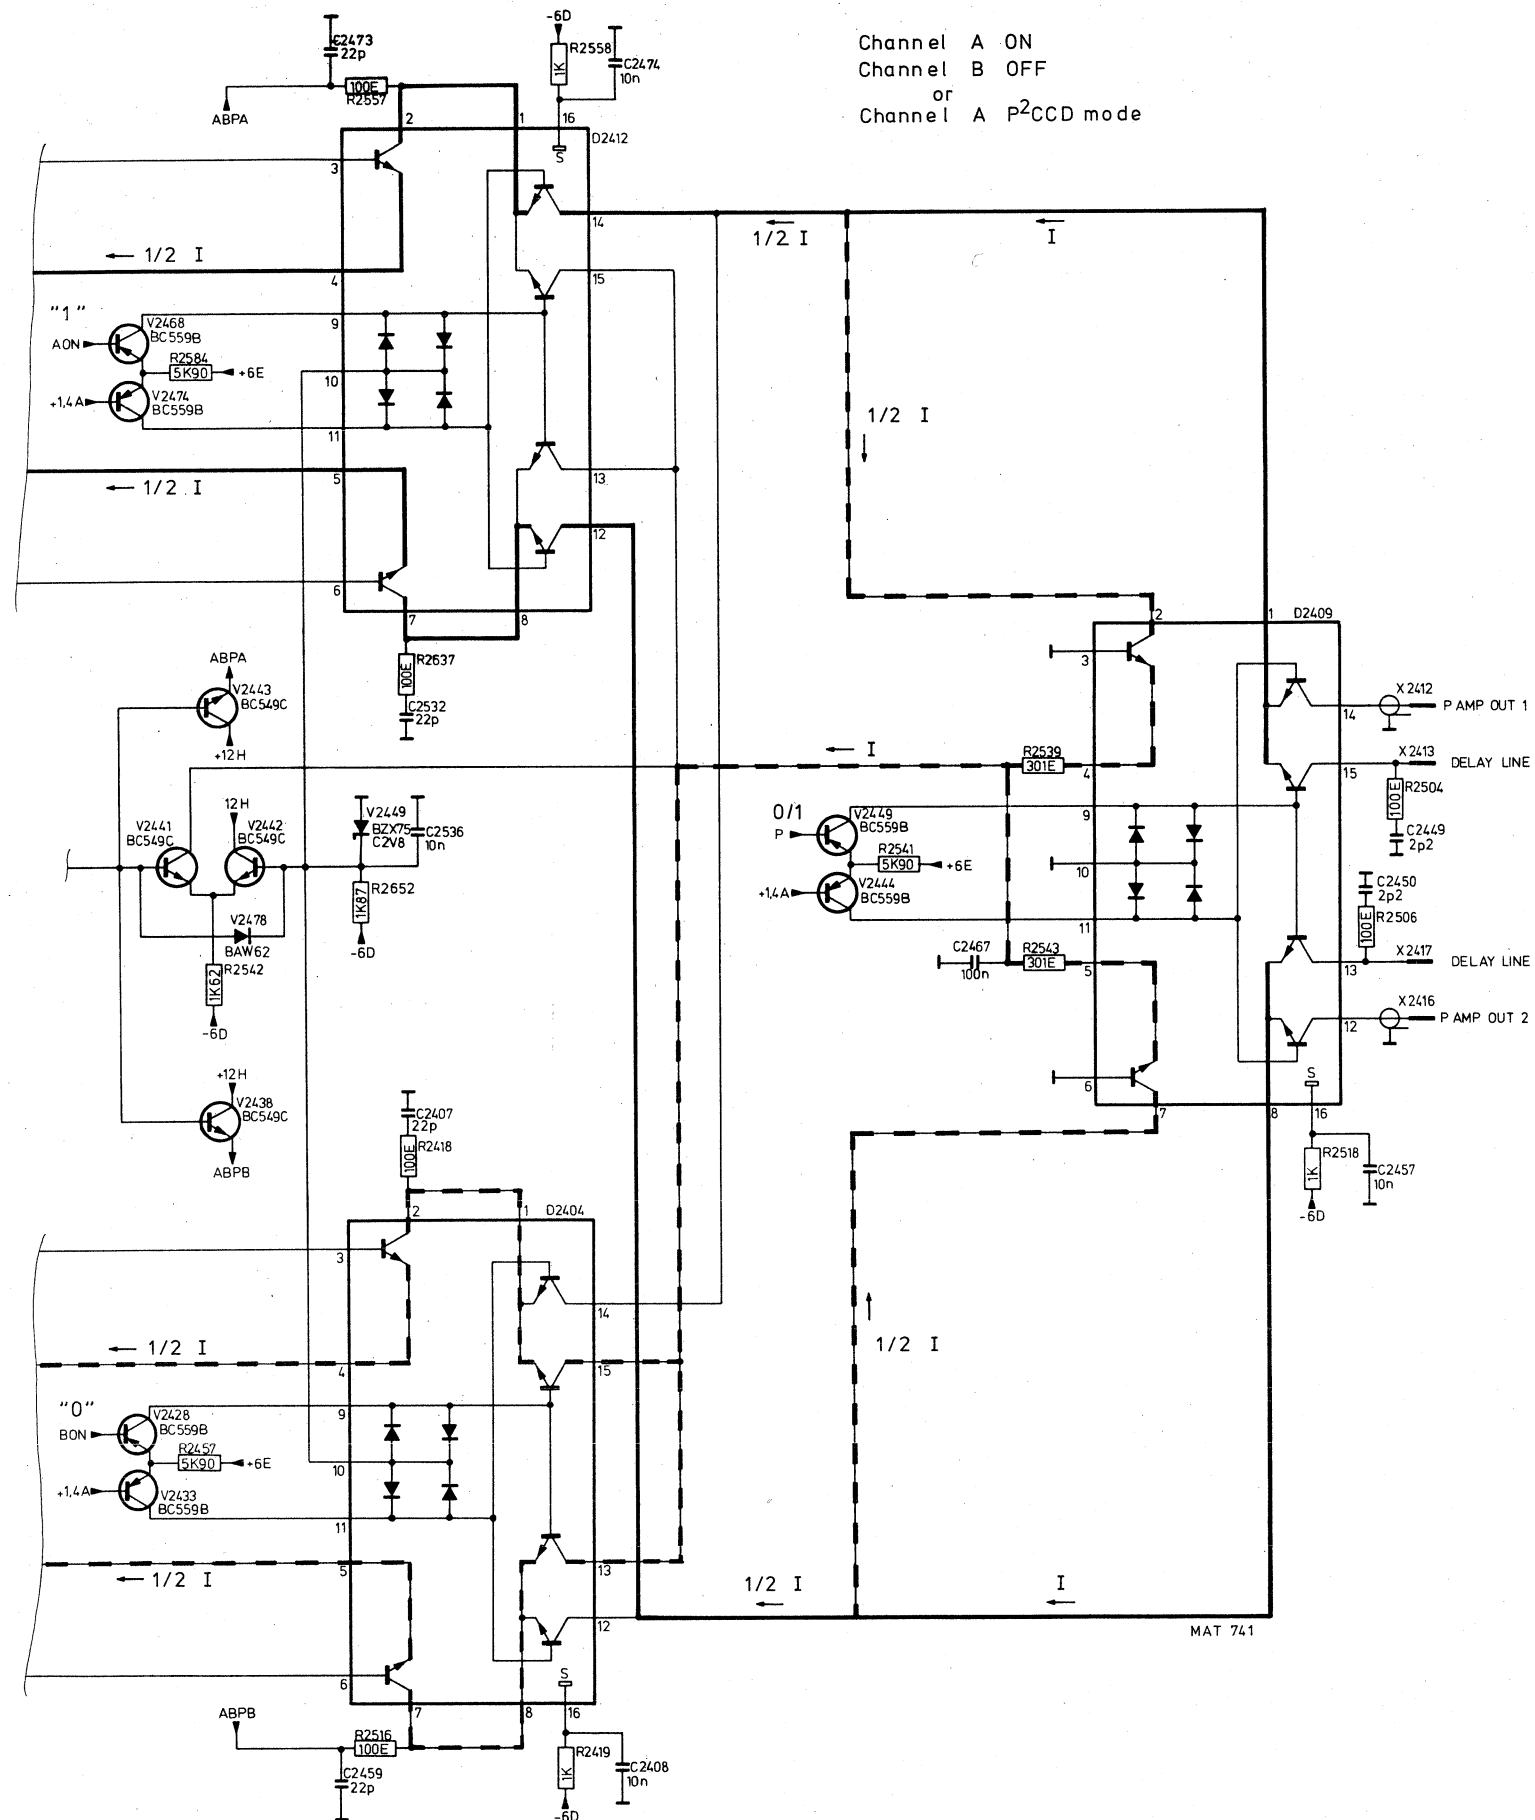 Channel A ON
Channel B OFF
or
Channel A P²CCD mode
-6D
C2473
22p
R2558
1K
C2474
10n
100E
R2557
ABPA
2
1
16
D2412
S
3
14
1/2 I
I
1/2 I
4
15
"1"
V2468
BC559B
9
AON
R2584
5K90
+6E
10
+1,4A
V2474
BC559B
11
1/2 I
5
13
1/2 I
12
6
7
8
R2637
100E
C2532
22p
ABPA
V2443
BC549C
+12H
2
1
D2409
3
X2412
14
P AMP OUT 1
I
R2539
301E
4
X2413
15
DELAY LINE
100E
R2504
C2449
2p2
0/1
P
V2449
BC559B
9
R2541
5K90
+6E
10
+1,4A
V2444
BC559B
11
C2450
2p2
100E
R2506
12H
V2441
BC549C
V2442
BC549C
V2449
BZX75
C2V8
C2536
10n
1K87
R2652
-6D
V2478
BAW62
R2542
1K62
-6D
C2467
100n
R2543
301E
5
13
X2417
DELAY LINE
X2416
12
P AMP OUT 2
6
7
8
S
16
R2518
1K
C2457
10n
-6D
+12H
V2438
BC549C
ABPB
C2407
22p
100E
R2418
2
1
D2404
3
14
1/2 I
1/2 I
4
15
"0"
V2428
BC559B
9
BON
R2457
5K90
+6E
10
+1,4A
V2433
BC559B
11
5
13
1/2 I
1/2 I
I
12
MAT 741
6
S
7
8
16
ABPB
R2516
100E
C2459
22p
R2419
1K
C2408
10n
-6D